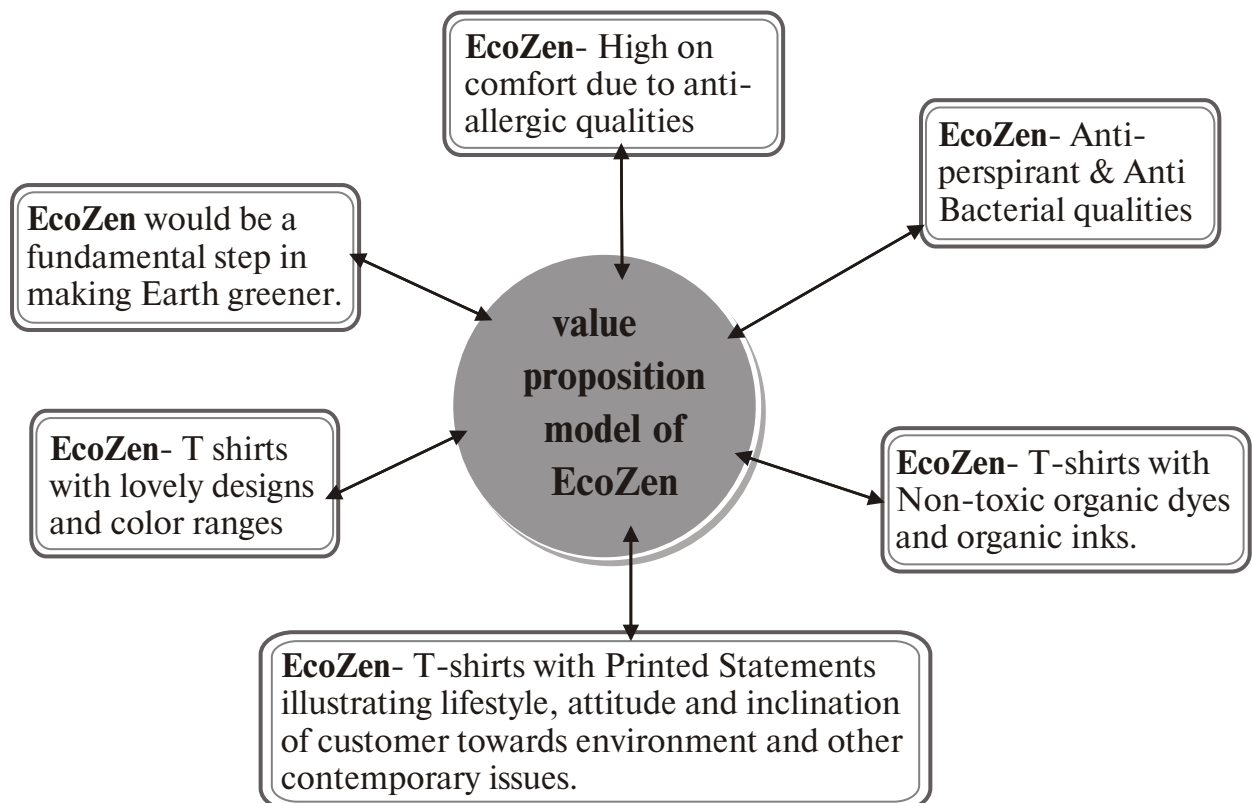 EcoZen- High on
comfort due to anti-
allergic qualities
EcoZen- Anti-
perspirant & Anti
Bacterial qualities
EcoZen would be a
fundamental step in
making Earth greener.
value
proposition
model of
EcoZen
EcoZen- T shirts
with lovely designs
and color ranges
EcoZen- T-shirts with
Non-toxic organic dyes
and organic inks.
EcoZen- T-shirts with Printed Statements
illustrating lifestyle, attitude and inclination
of customer towards environment and other
contemporary issues.